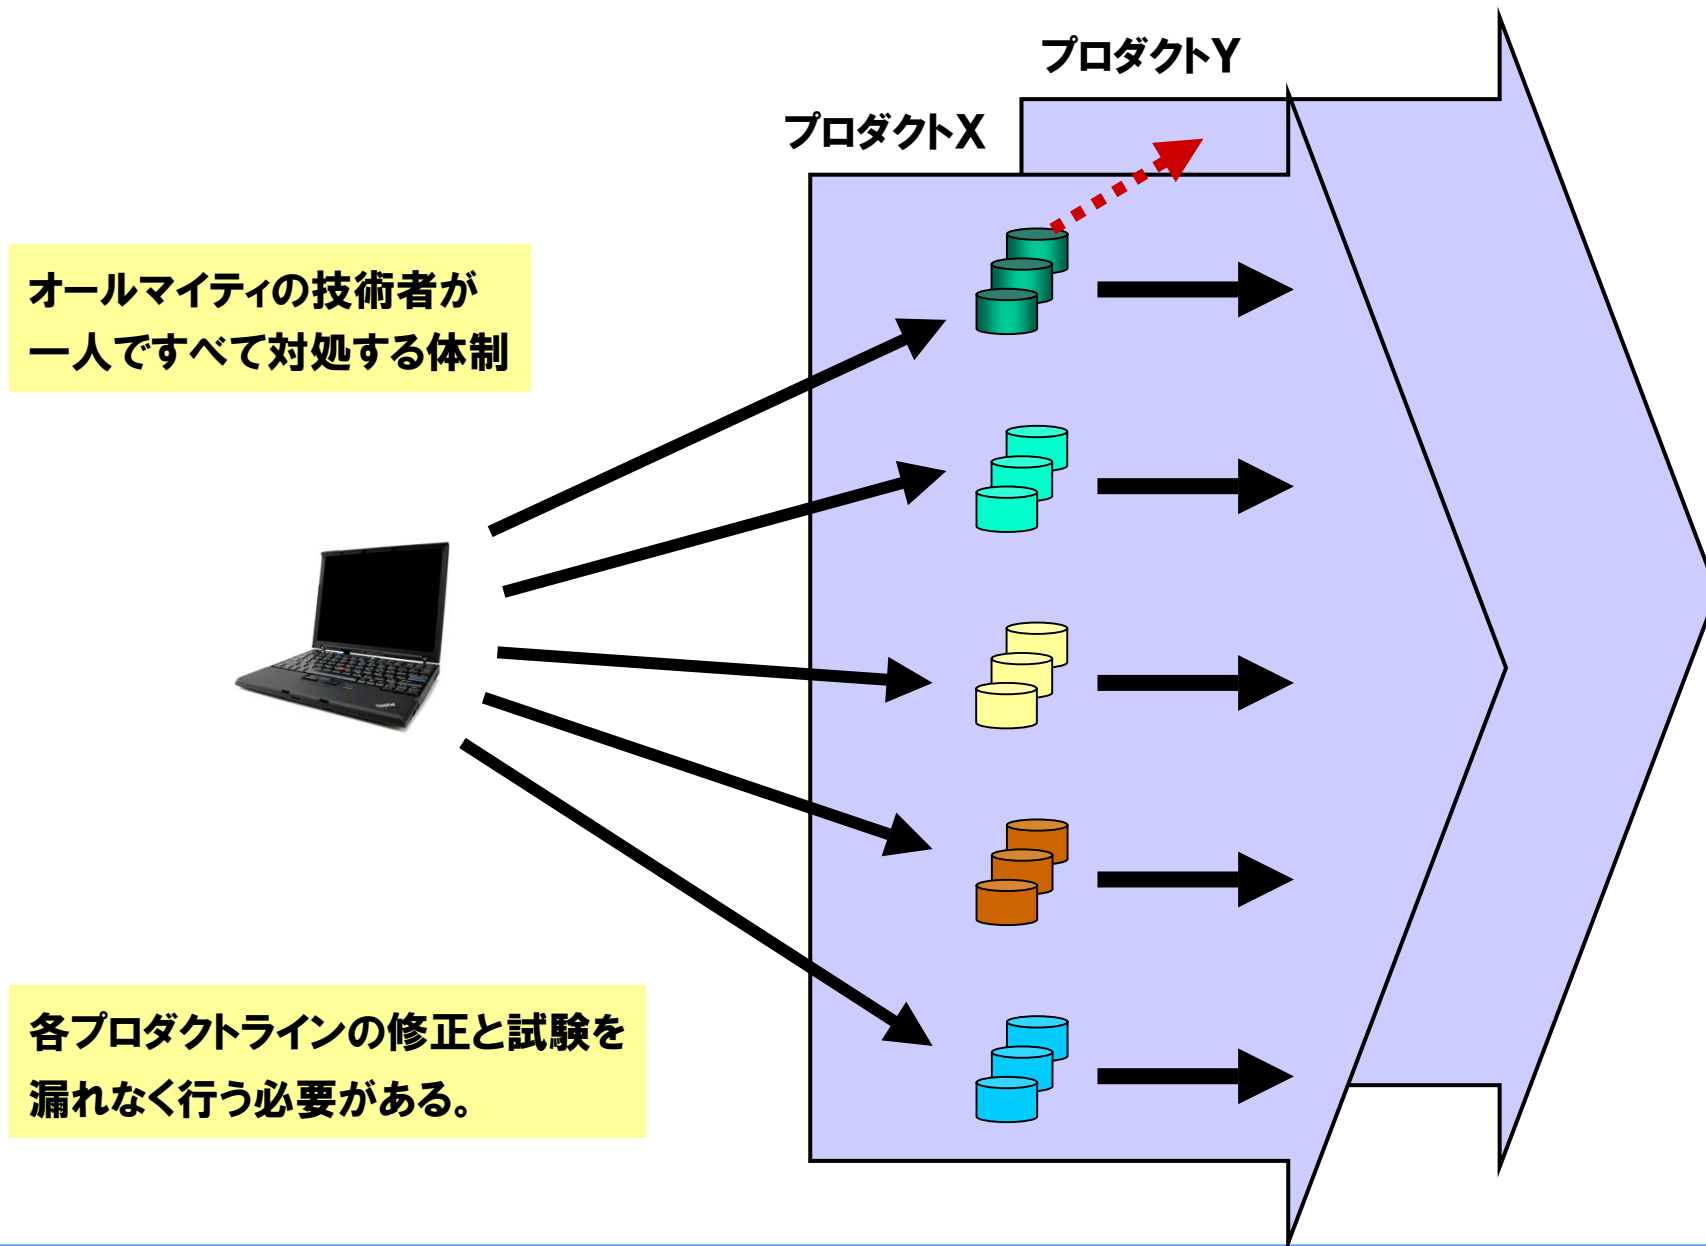 プロダクトY
プロダクトX
オールマイティの技術者が
一人ですべて対処する体制
各プロダクトラインの修正と試験を
漏れなく行う必要がある。